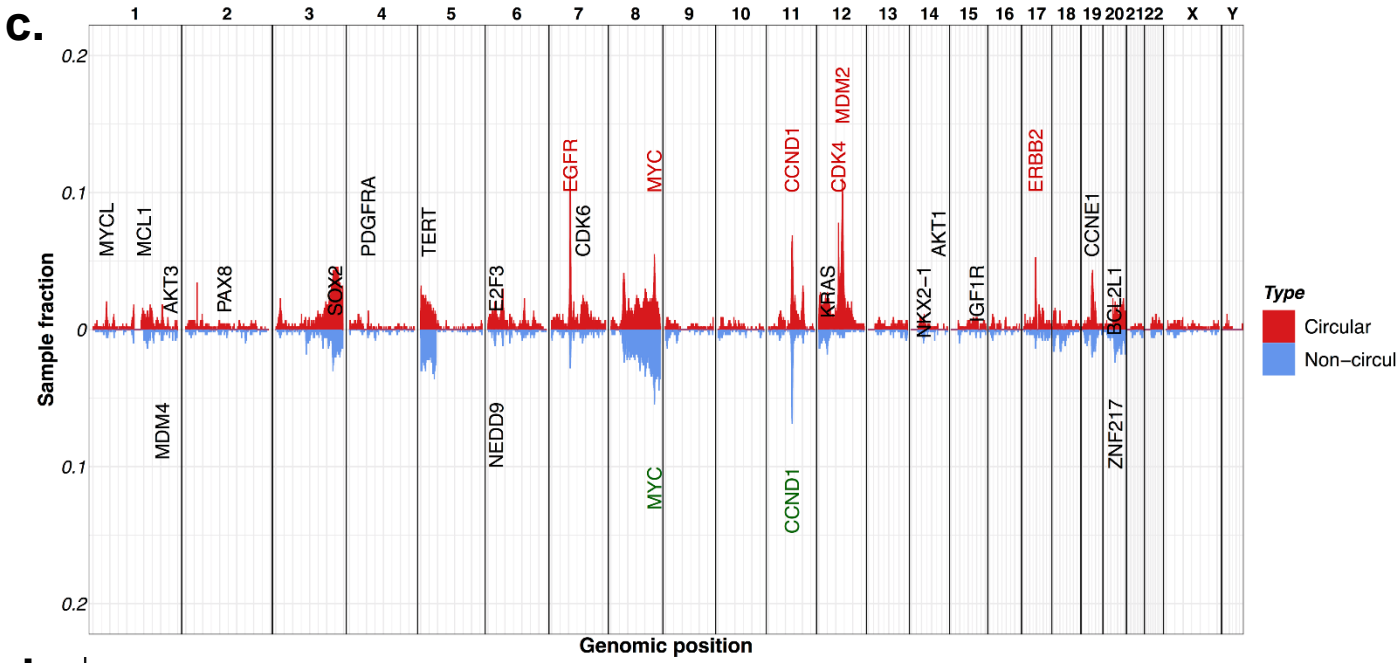 c.
1 2 3 4 5 6 7 8 9 10 11 12 13 14 15 16 17 18 19 20 21 22 X Y
0.2
MDM2
CCND1
ERBB2
EGFR
MYC
CDK4
0.1
PDGFRA
MYCL
MCL1
TERT
CDK6
AKT1
CCNE1
AKT3
PAX8
SOX2
E2F3
KRAS
NKX2−1
IGF1R
BCL2L1
0
MDM4
NEDD9
ZNF217
0.1
MYC
CCND1
0.2
Sample fraction
Genomic position
Type
Circular
Non−circul